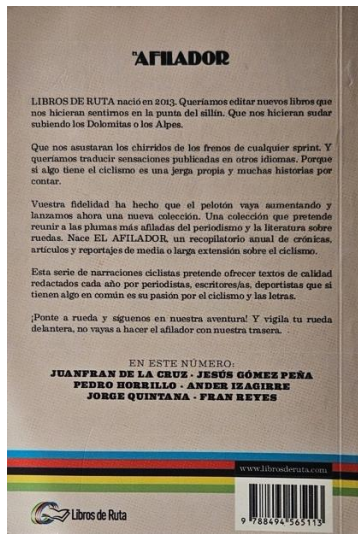 EL AFILADOR
LIBROS DE RUTA nació en 2013. Queríamos editar nuevos libros que
nos hicieran sentirnos en la punta del sillín. Que nos hicieran sudar
subiendo los Dolomitas o los Alpes.
Que nos asustaran los chirridos de los frenos de cualquier sprint. Y
queríamos traducir sensaciones publicadas en otros idiomas. Porque
si algo tiene el ciclismo es una jerga propia y muchas historias por
contar.
Vuestra fidelidad ha hecho que el pelotón vaya aumentando y
lanzamos ahora una nueva colección. Una colección que pretende
reunir a las plumas más afiladas del periodismo y la literatura sobre
ruedas. Nace EL AFILADOR, un recopilatorio anual de crónicas,
artículos y reportajes de media o larga extensión sobre el ciclismo.
Esta serie de narraciones ciclistas pretende ofrecer textos de calidad
redactados cada año por periodistas, escritores/as, deportistas que si
tienen algo en común es su pasión por el ciclismo y las letras.
¡Ponte a rueda y síguenos en nuestra aventura! Y vigila tu rueda
delantera, no vayas a hacer el afilador con nuestra trasera.
EN ESTE NÚMERO:
JUANFRAN DE LA CRUZ · JESÚS GÓMEZ PEÑA
PEDRO HORRILLO · ANDER IZAGIRRE
JORGE QUINTANA · FRAN REYES
www.librosderuta.com
Libros de Ruta
9 788494 565113